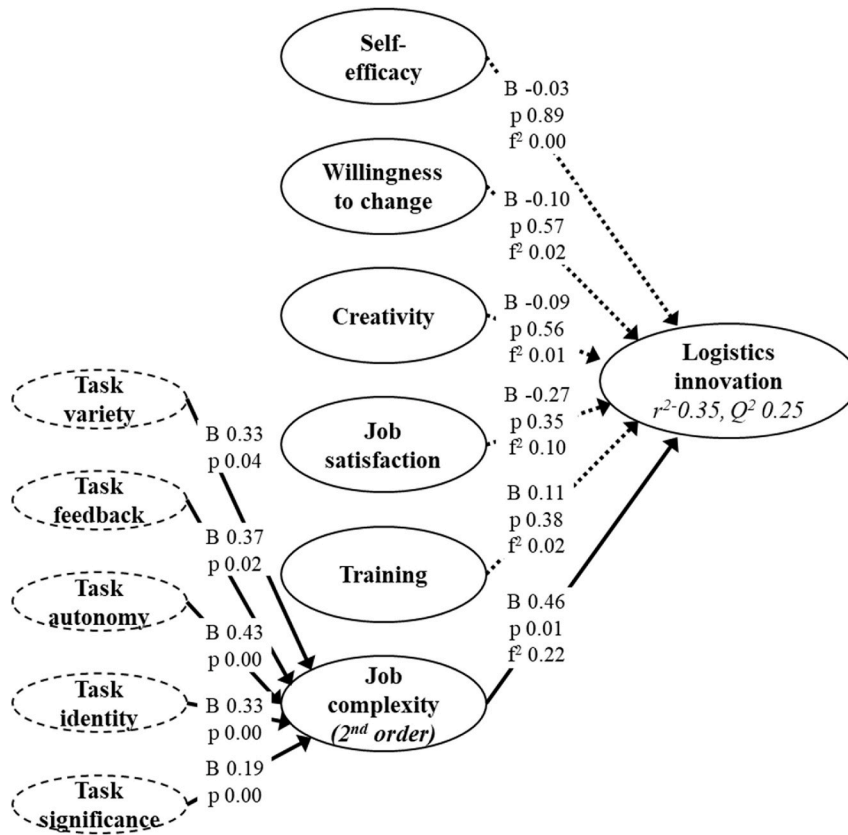 Self-
efficacy
B -0.03
p 0.89
f² 0.00
Willingness
to change
B -0.10
p 0.57
f² 0.02
Creativity
B -0.09
p 0.56
f² 0.01
Logistics
innovation
r²-0.35, Q² 0.25
Job
satisfaction
B -0.27
p 0.35
f² 0.10
Training
B 0.11
p 0.38
f² 0.02
Task
variety
B 0.33
p 0.04
Task
feedback
B 0.37
p 0.02
Task
autonomy
B 0.43
p 0.00
Task
identity
B 0.33
p 0.00
Task
significance
B 0.19
p 0.00
Job
complexity
(2nd order)
B 0.46
p 0.01
f² 0.22